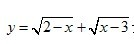 y = √2−x + √x−3;